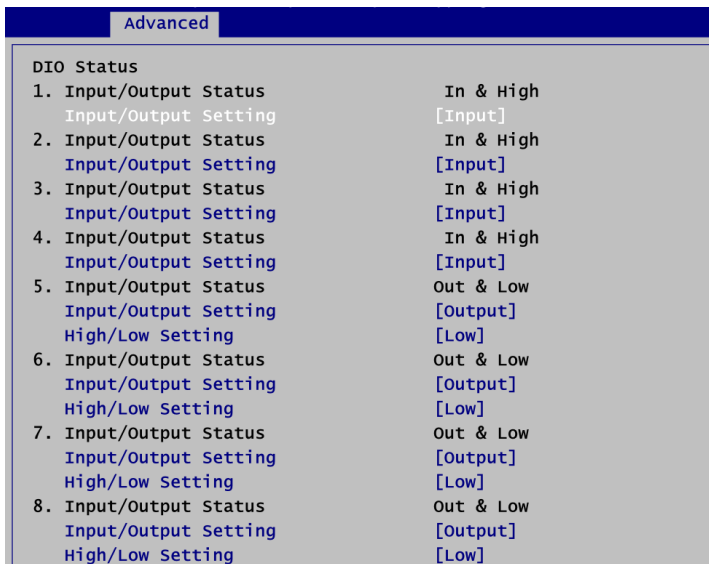 Advanced
DIO Status
1. Input/Output Status In & High
Input/Output Setting [Input]
2. Input/Output Status In & High
Input/Output Setting [Input]
3. Input/Output Status In & High
Input/Output Setting [Input]
4. Input/Output Status In & High
Input/Output Setting [Input]
5. Input/Output Status Out & Low
Input/Output Setting [Output]
High/Low Setting [Low]
6. Input/Output Status Out & Low
Input/Output Setting [Output]
High/Low Setting [Low]
7. Input/Output Status Out & Low
Input/Output Setting [Output]
High/Low Setting [Low]
8. Input/Output Status Out & Low
Input/Output Setting [Output]
High/Low Setting [Low]